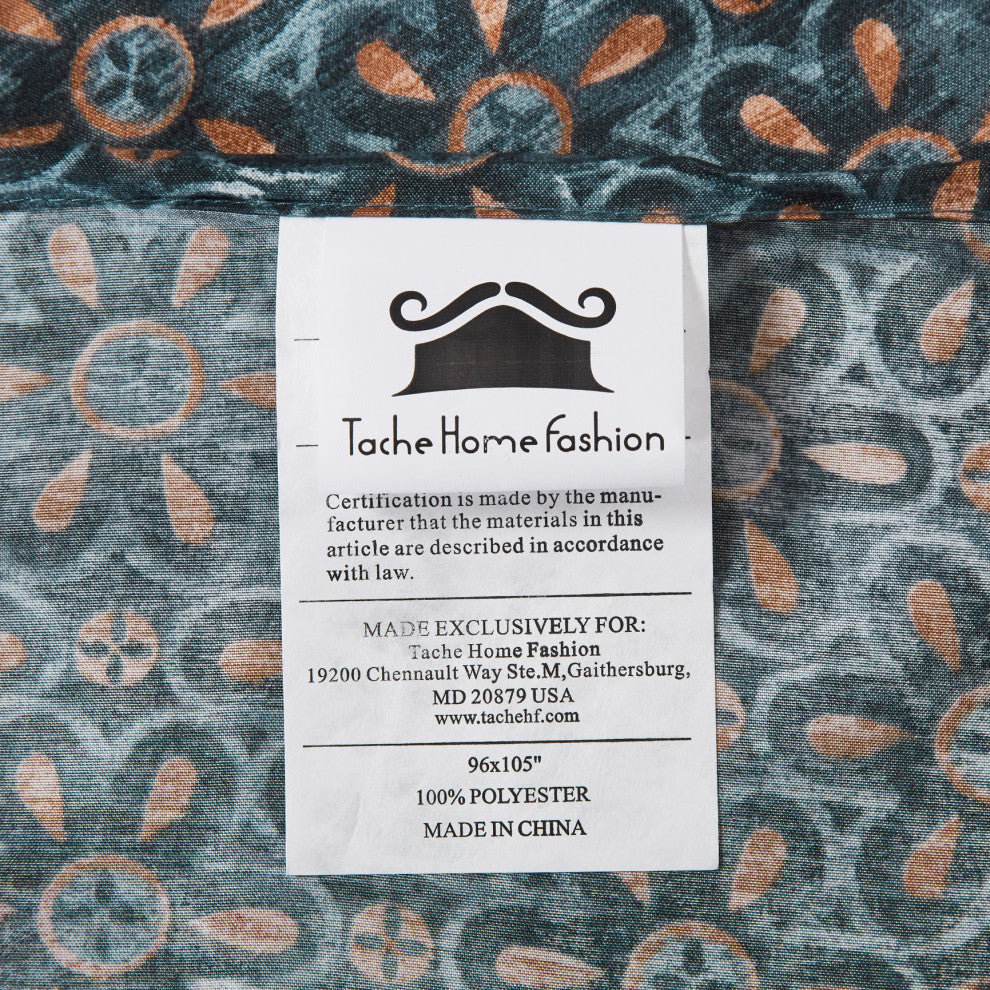 Tache Home Fashion
Certification is made by the manu-
facturer that the materials in this
article are described in accordance
with law.
MADE EXCLUSIVELY FOR:
Tache Home Fashion
19200 Chennault Way Ste.M,Gaithersburg,
MD 20879 USA
www.tachehf.com
96x105"
100% POLYESTER
MADE IN CHINA